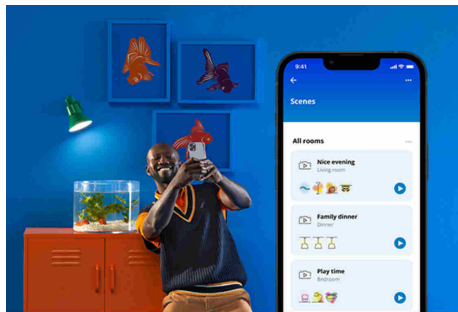 9:41
Scenes
All rooms
Nice evening
Living room
Family dinner
Dinner
Play time
Bedroom